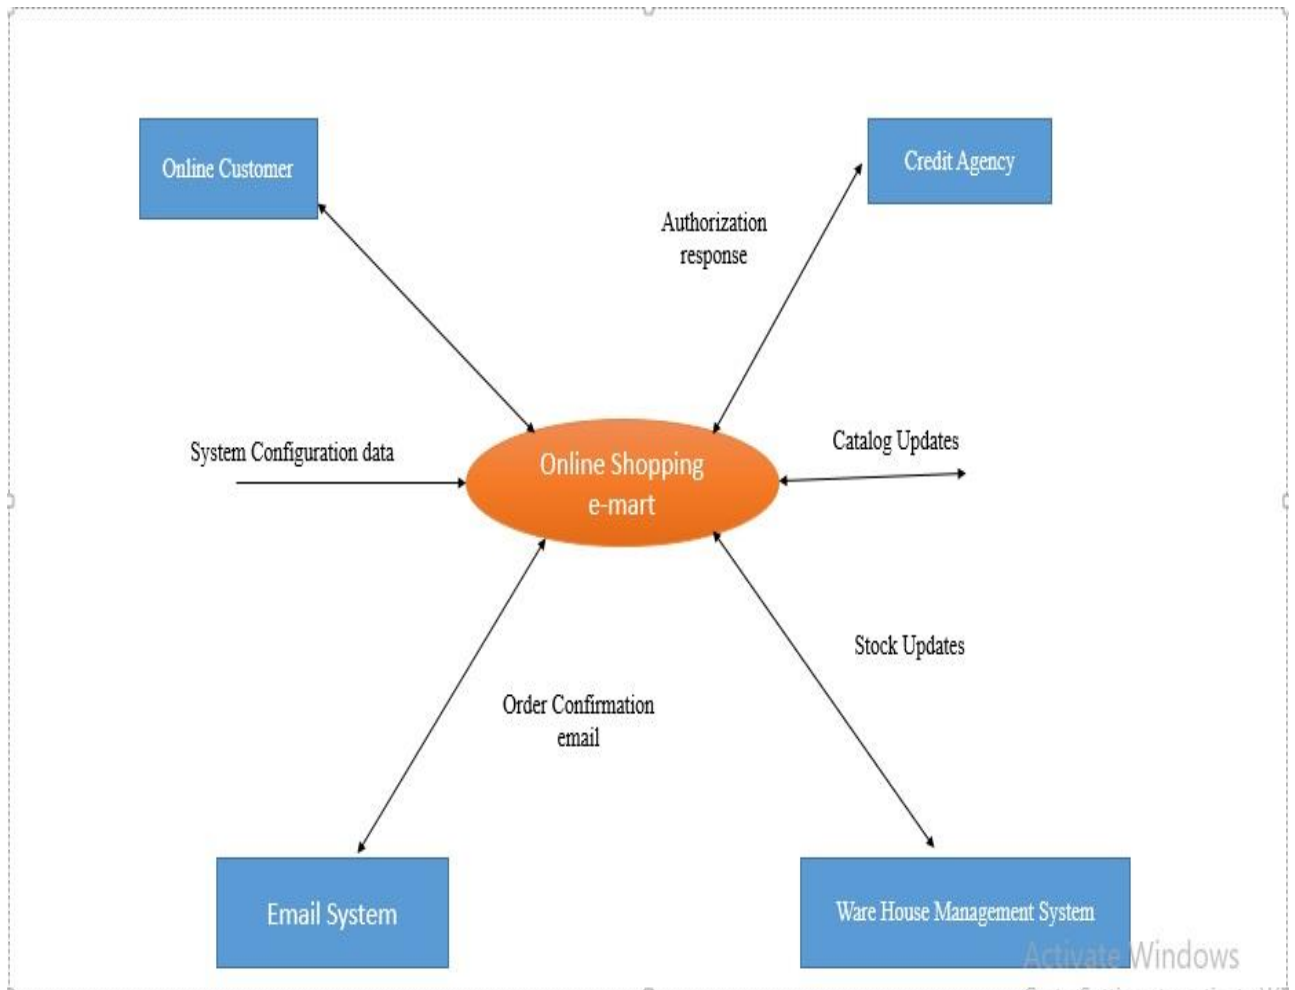 Online Customer
Credit Agency
Authorization
response
System Configuration data
Online Shopping
e-mart
Catalog Updates
Stock Updates
Order Confirmation
email
Email System
Ware House Management System
Activate Windows